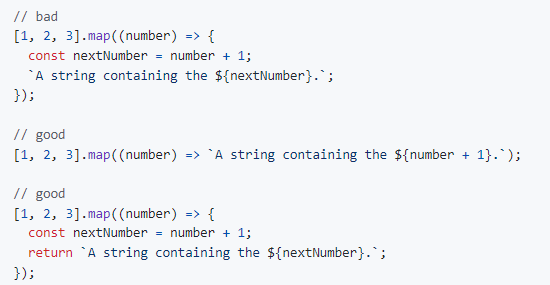 // bad
[1, 2, 3].map((number) => {
  const nextNumber = number + 1;
  `A string containing the ${nextNumber}.`;
});

// good
[1, 2, 3].map((number) => `A string containing the ${number + 1}.`);

// good
[1, 2, 3].map((number) => {
  const nextNumber = number + 1;
  return `A string containing the ${nextNumber}.`;
});